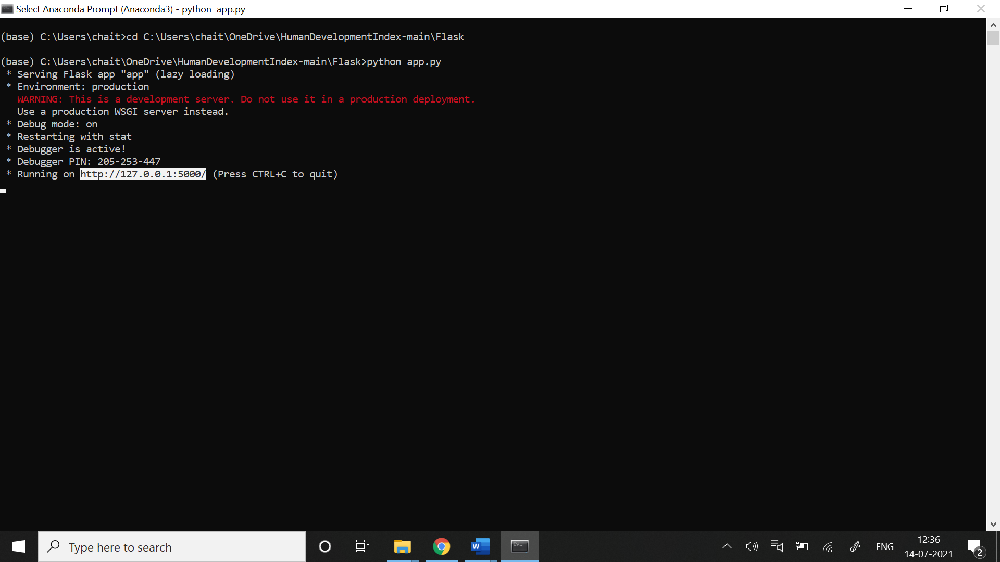 Select Anaconda Prompt (Anaconda3) - python  app.py
(base) C:\Users\chait>cd C:\Users\chait\OneDrive\HumanDevelopmentIndex-main\Flask
(base) C:\Users\chait\OneDrive\HumanDevelopmentIndex-main\Flask>python app.py
 * Serving Flask app "app" (lazy loading)
 * Environment: production
   WARNING: This is a development server. Do not use it in a production deployment.
   Use a production WSGI server instead.
 * Debug mode: on
 * Restarting with stat
 * Debugger is active!
 * Debugger PIN: 205-253-447
 * Running on http://127.0.0.1:5000/ (Press CTRL+C to quit)
Type here to search
W
ENG
12:36
14-07-2021
2